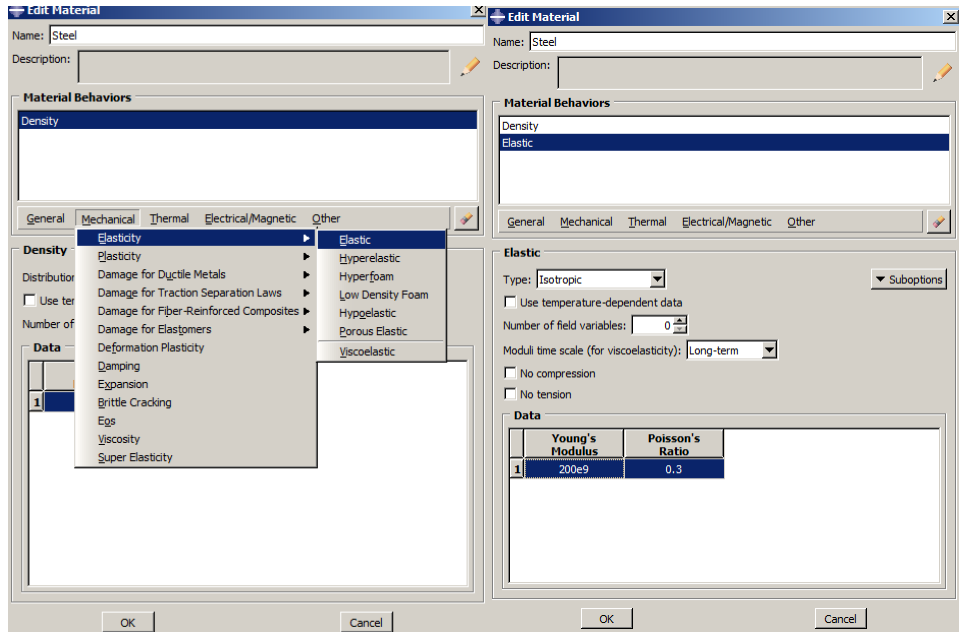 Edit Material
Name: Steel
Description:
Material Behaviors
Density
General Mechanical Thermal Electrical/Magnetic Other
Elasticity
Plasticity
Damage for Ductile Metals
Damage for Traction Separation Laws
Damage for Fiber-Reinforced Composites
Damage for Elastomers
Deformation Plasticity
Damping
Expansion
Brittle Cracking
Eos
Viscosity
Super Elasticity
Elastic
Hyperelastic
Hyperfoam
Low Density Foam
Hypoelastic
Porous Elastic
Viscoelastic
Density
Distribution
Use ter
Number of
Data
1
OK Cancel
Edit Material
Name: Steel
Description:
Material Behaviors
Density
Elastic
General Mechanical Thermal Electrical/Magnetic Other
Elastic
Type: Isotropic Suboptions
Use temperature-dependent data
Number of field variables: 0
Moduli time scale (for viscoelasticity): Long-term
No compression
No tension
Data
Young's Poisson's
Modulus Ratio
1 200e9 0.3
OK Cancel